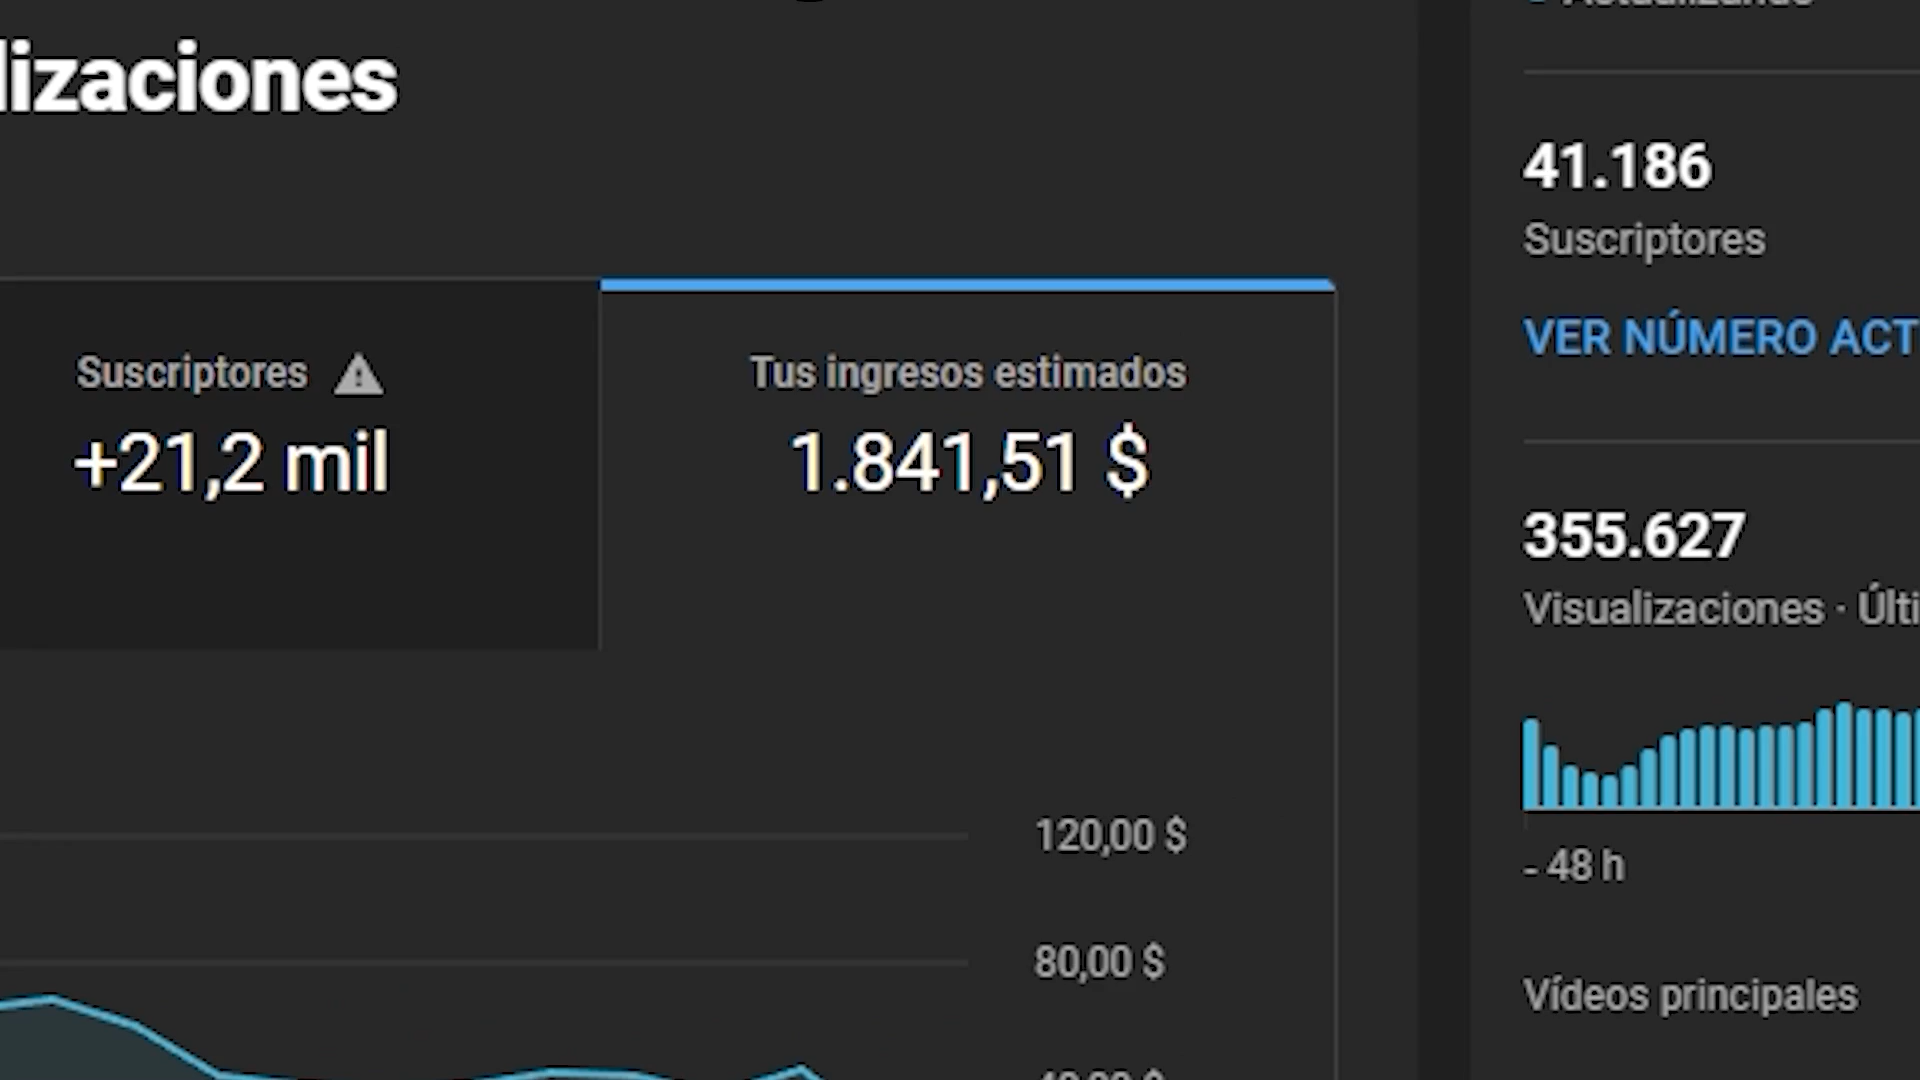 lizaciones
Suscriptores
+21,2 mil
Tus ingresos estimados
1.841,51 $
120,00 $
80,00 $
Actualizando
41.186
Suscriptores
VER NÚMERO ACT
355.627
Visualizaciones · Últi
- 48 h
Vídeos principales